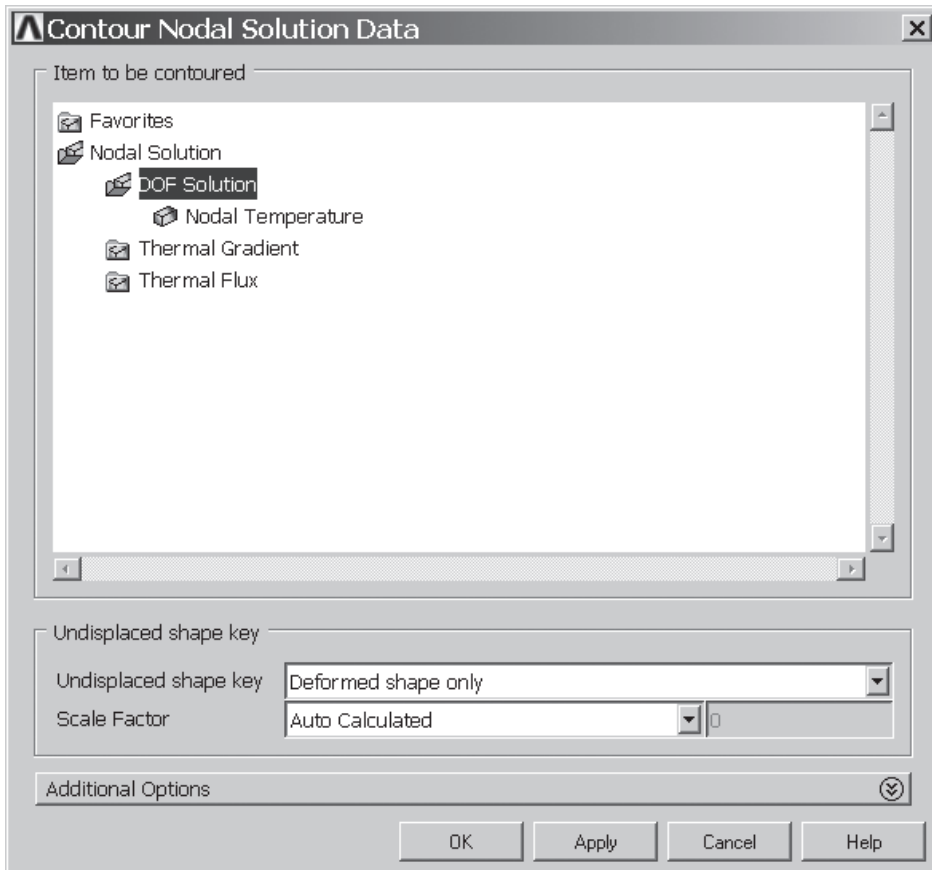 Contour Nodal Solution Data
Item to be contoured
Favorites
Nodal Solution
DOF Solution
Nodal Temperature
Thermal Gradient
Thermal Flux
Undisplaced shape key
Undisplaced shape key Deformed shape only
Scale Factor Auto Calculated 0
Additional Options
OK Apply Cancel Help